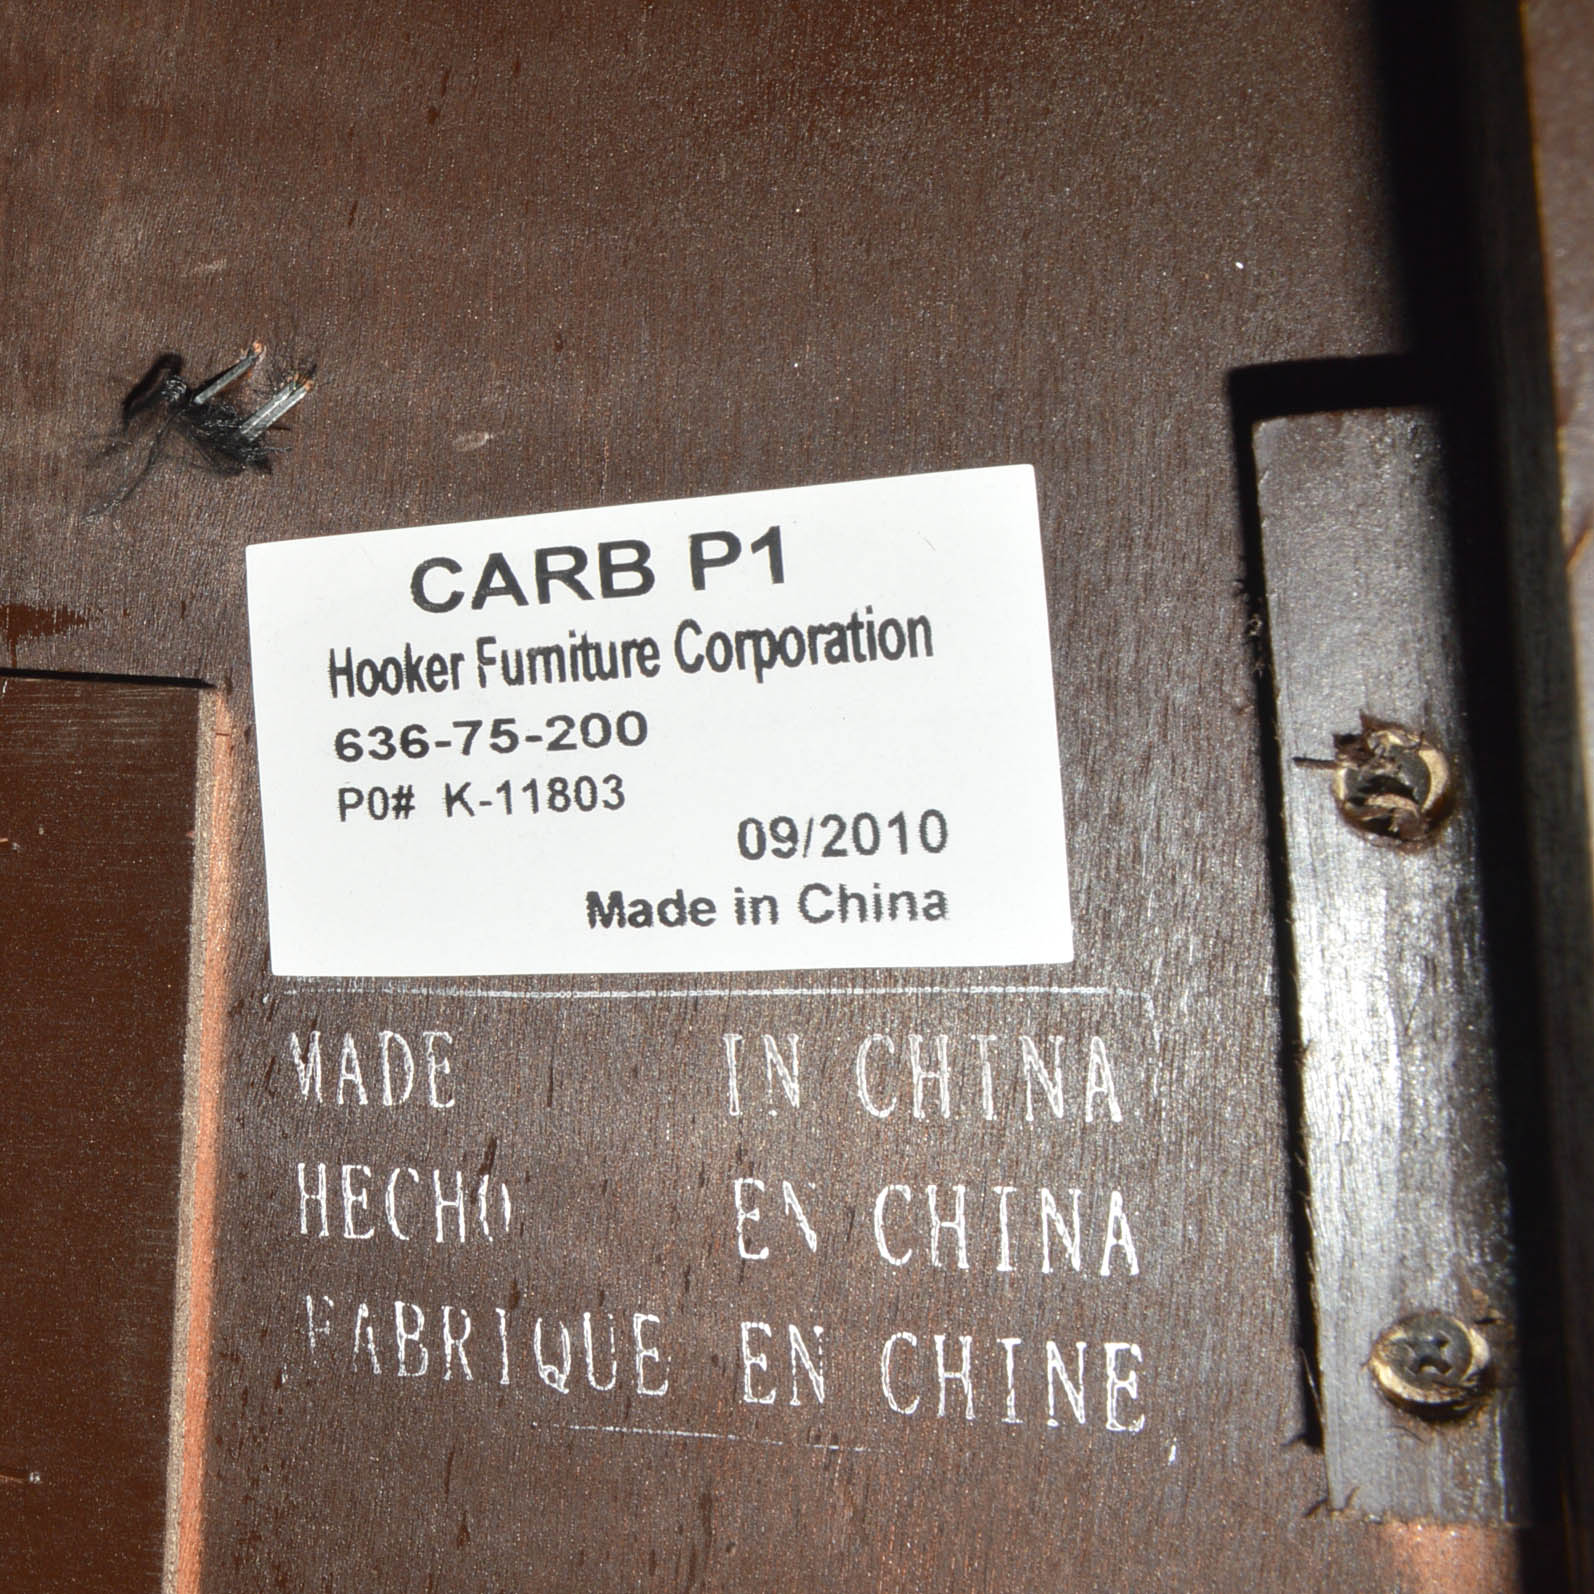 CARB P1
Hooker Furniture Corporation
636-75-200
PO# K-11803
09/2010
Made in China
MADE IN CHINA
HECHO EN CHINA
FABRIQUE EN CHINE